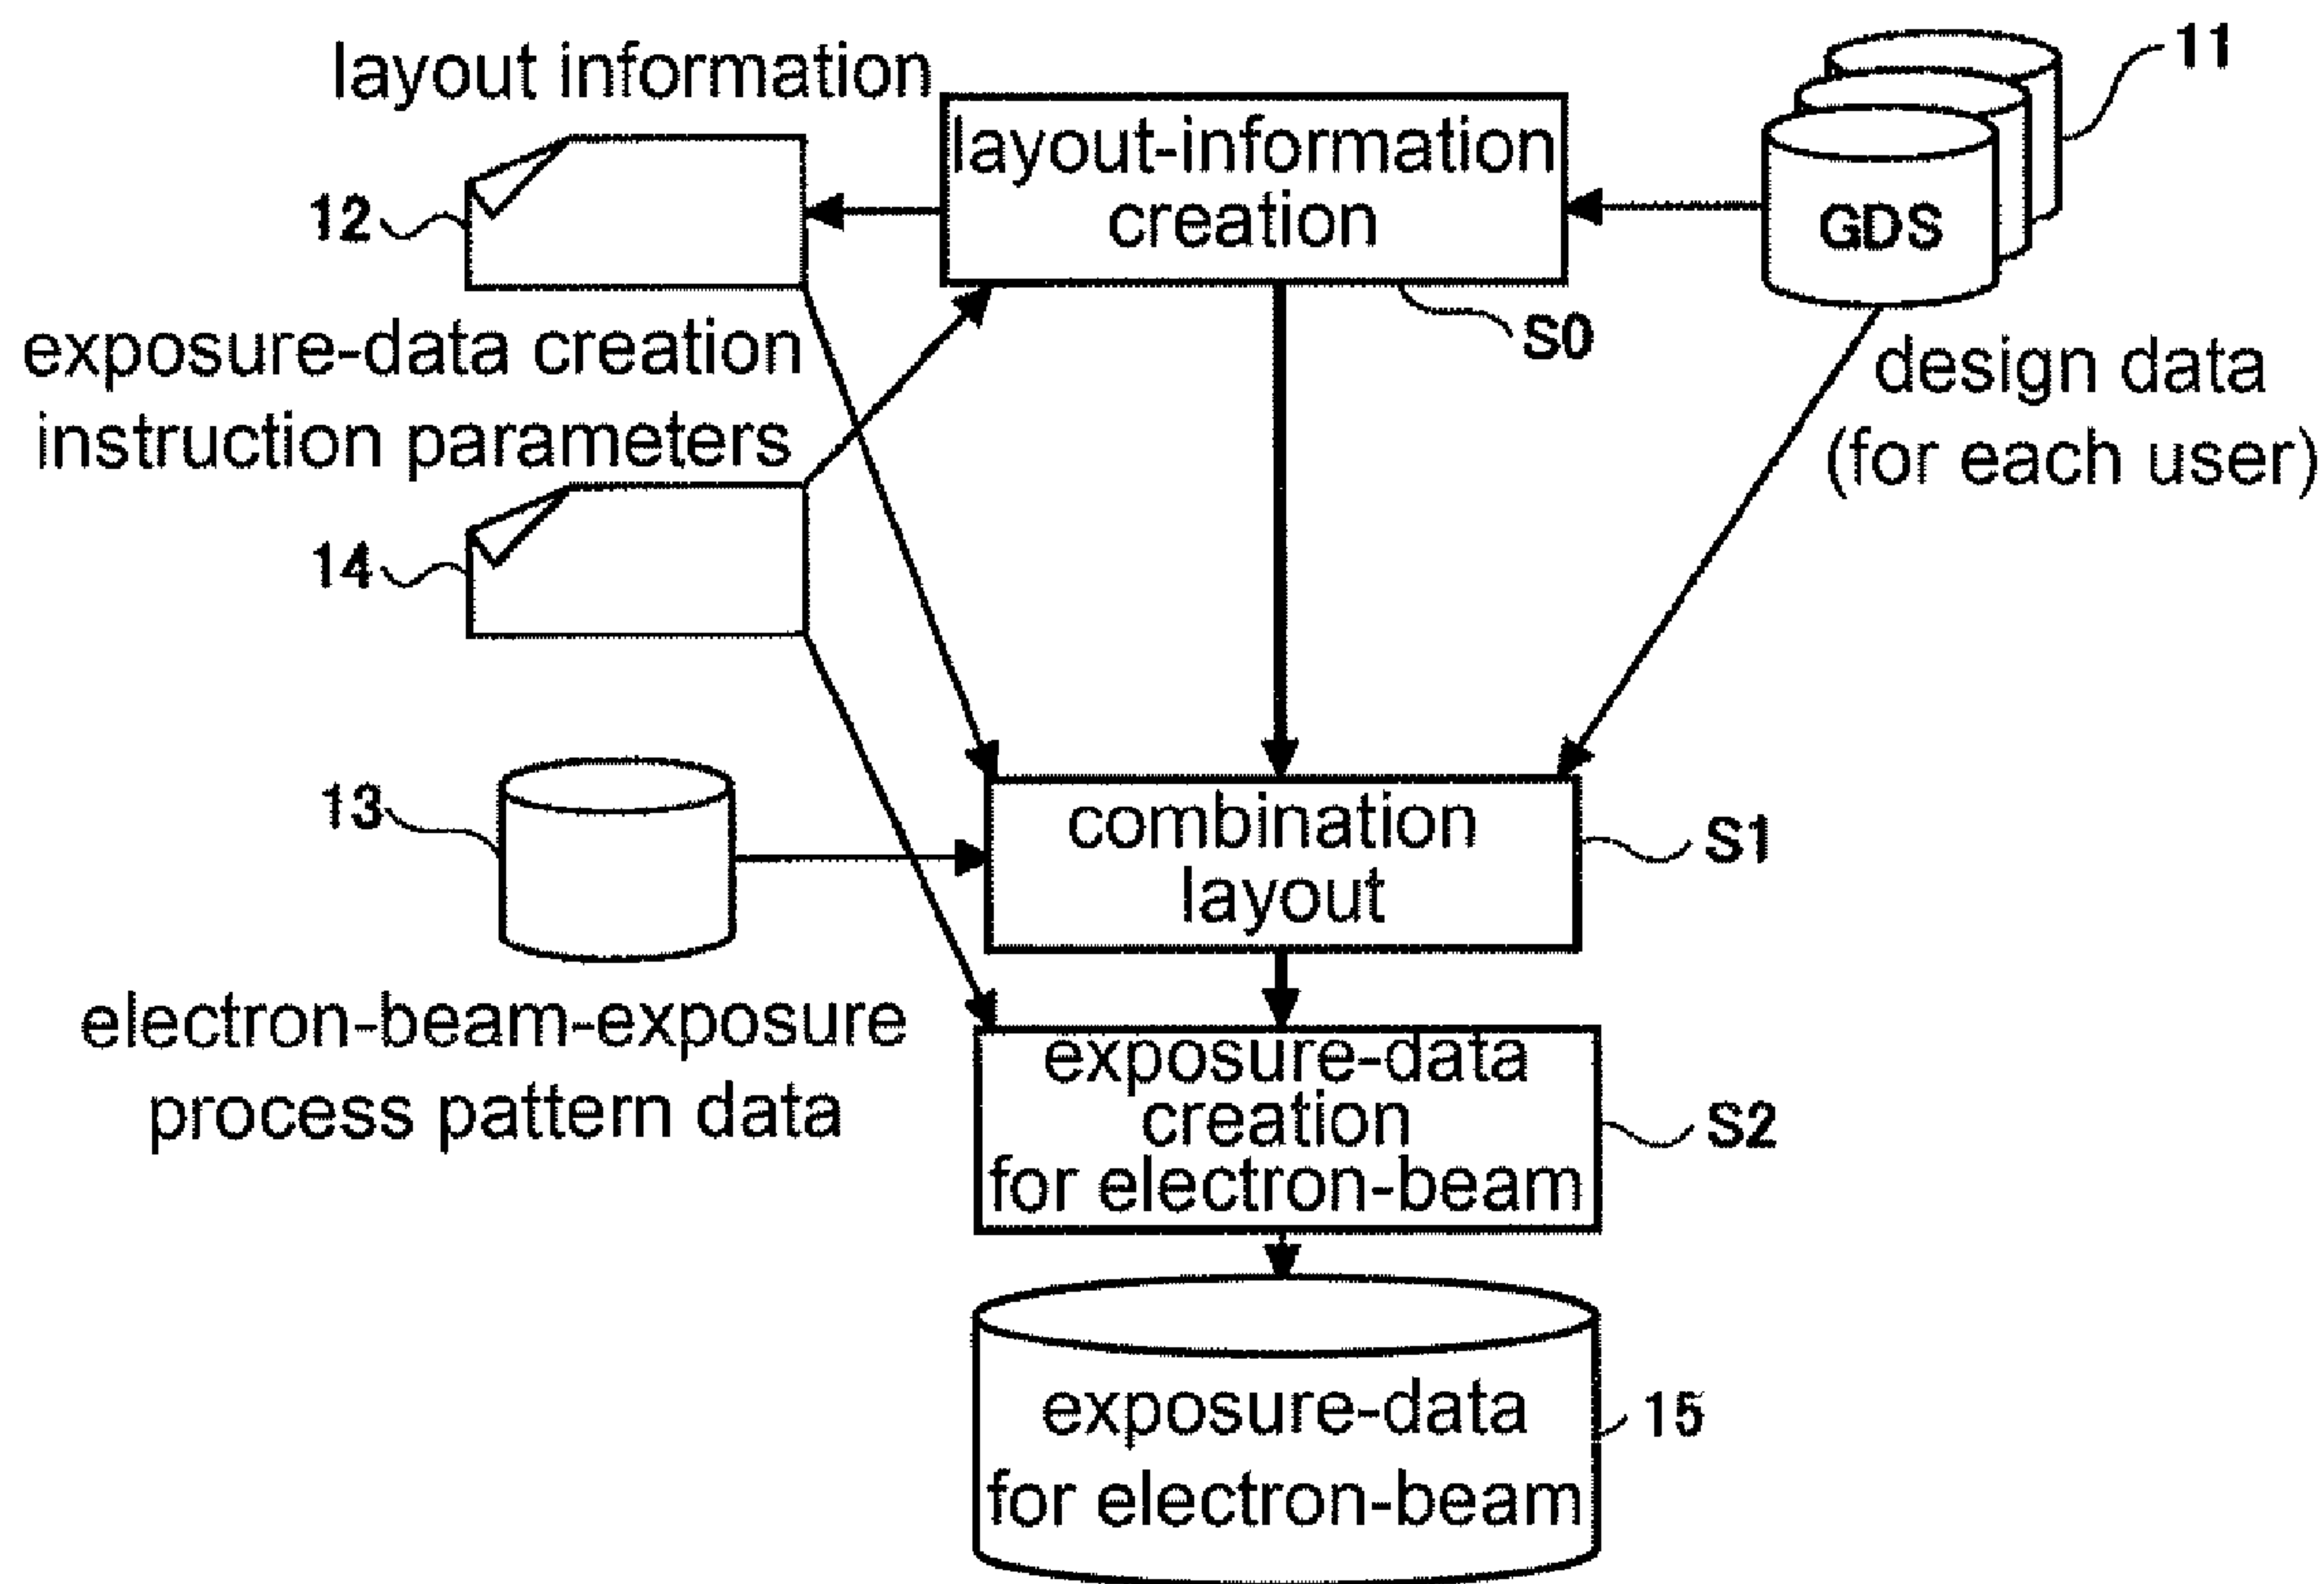 layout information
11
layout-information
creation
12
GDS
S0
exposure-data creation
instruction parameters
design data
(for each user)
14
13
combination
layout
S1
electron-beam-exposure
process pattern data
exposure-data
creation
for electron-beam
S2
exposure-data
for electron-beam
15